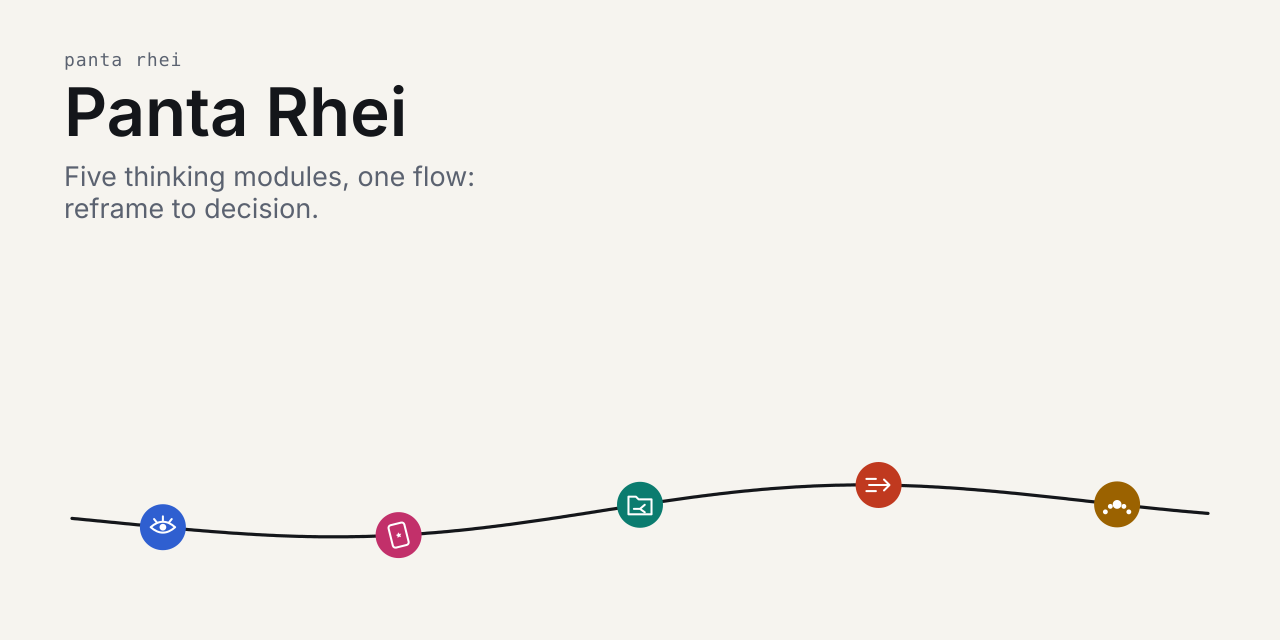 panta rhei
Panta Rhei
Five thinking modules, one flow:
reframe to decision.